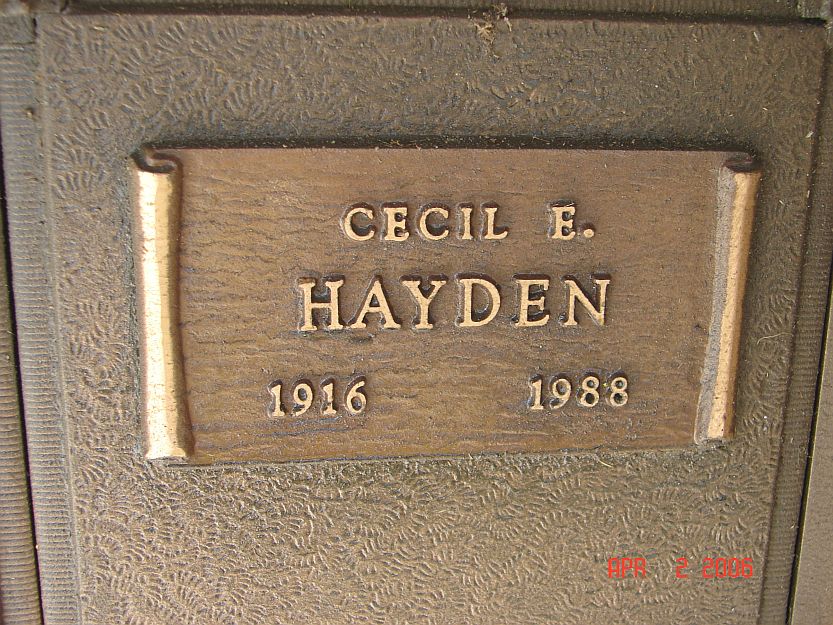 CECIL E.
HAYDEN
1916 1988
APR 2 2006